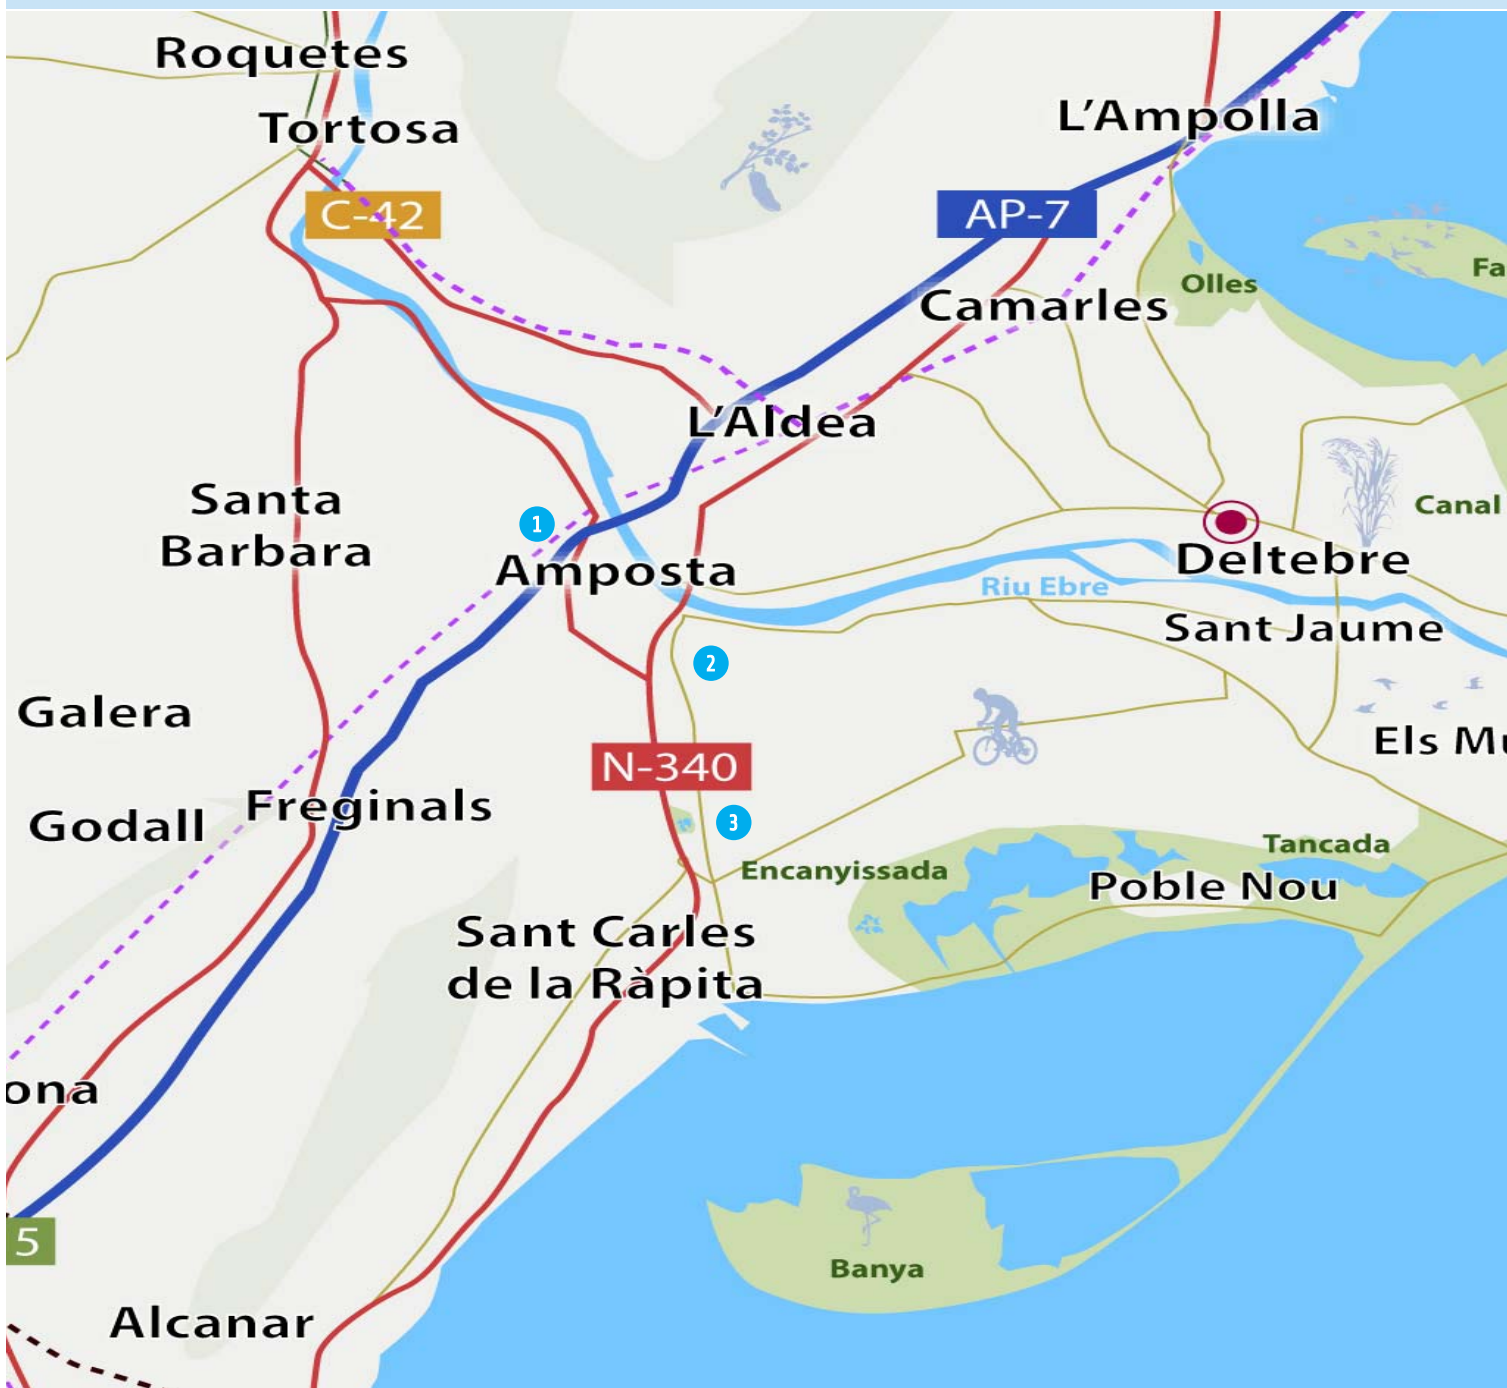 Roquetes
Tortosa
L'Ampolla
C-42
AP-7
Olles
Fa
Camarles
L'Aldea
Santa
Barbara
1
Canal
Amposta
Deltebre
Riu Ebre
Sant Jaume
2
Galera
Els Mu
N-340
Godall
Freginals
3
Encanyissada
Tancada
Poble Nou
Sant Carles
de la Ràpita
ona
5
Banya
Alcanar